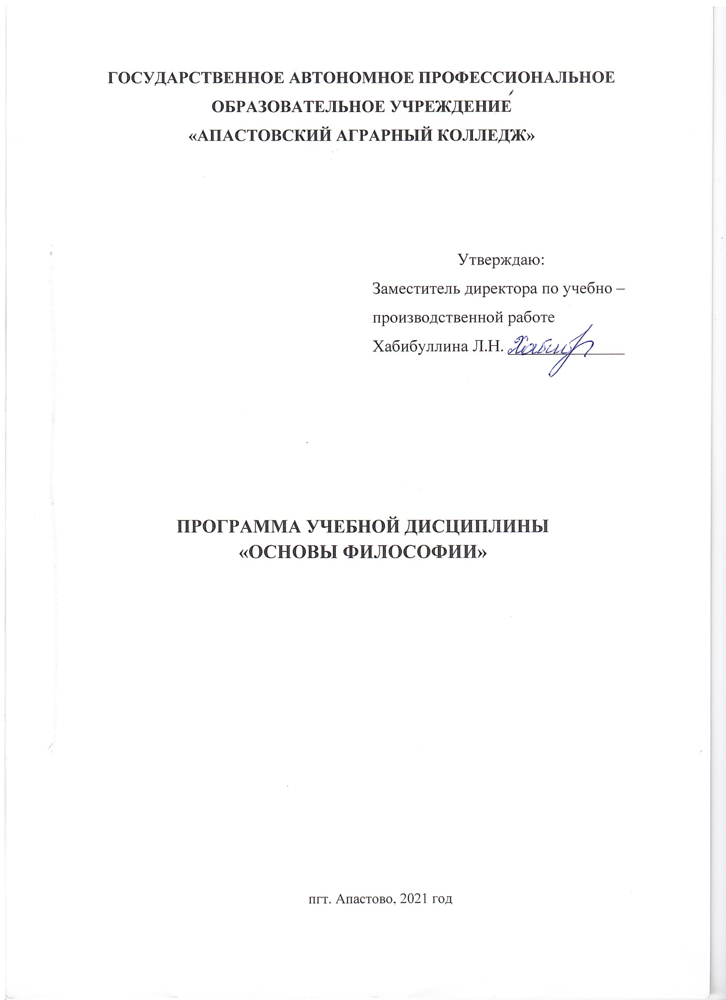 ГОСУДАРСТВЕННОЕ АВТОНОМНОЕ ПРОФЕССИОНАЛЬНОЕ
ОБРАЗОВАТЕЛЬНОЕ УЧРЕЖДЕНИЕ
«АПАСТОВСКИЙ АГРАРНЫЙ КОЛЛЕДЖ»
Утверждаю:
Заместитель директора по учебно –
производственной работе
Хабибуллина Л.Н. Хабиб
ПРОГРАММА УЧЕБНОЙ ДИСЦИПЛИНЫ
«ОСНОВЫ ФИЛОСОФИИ»
пгт. Апастово, 2021 год